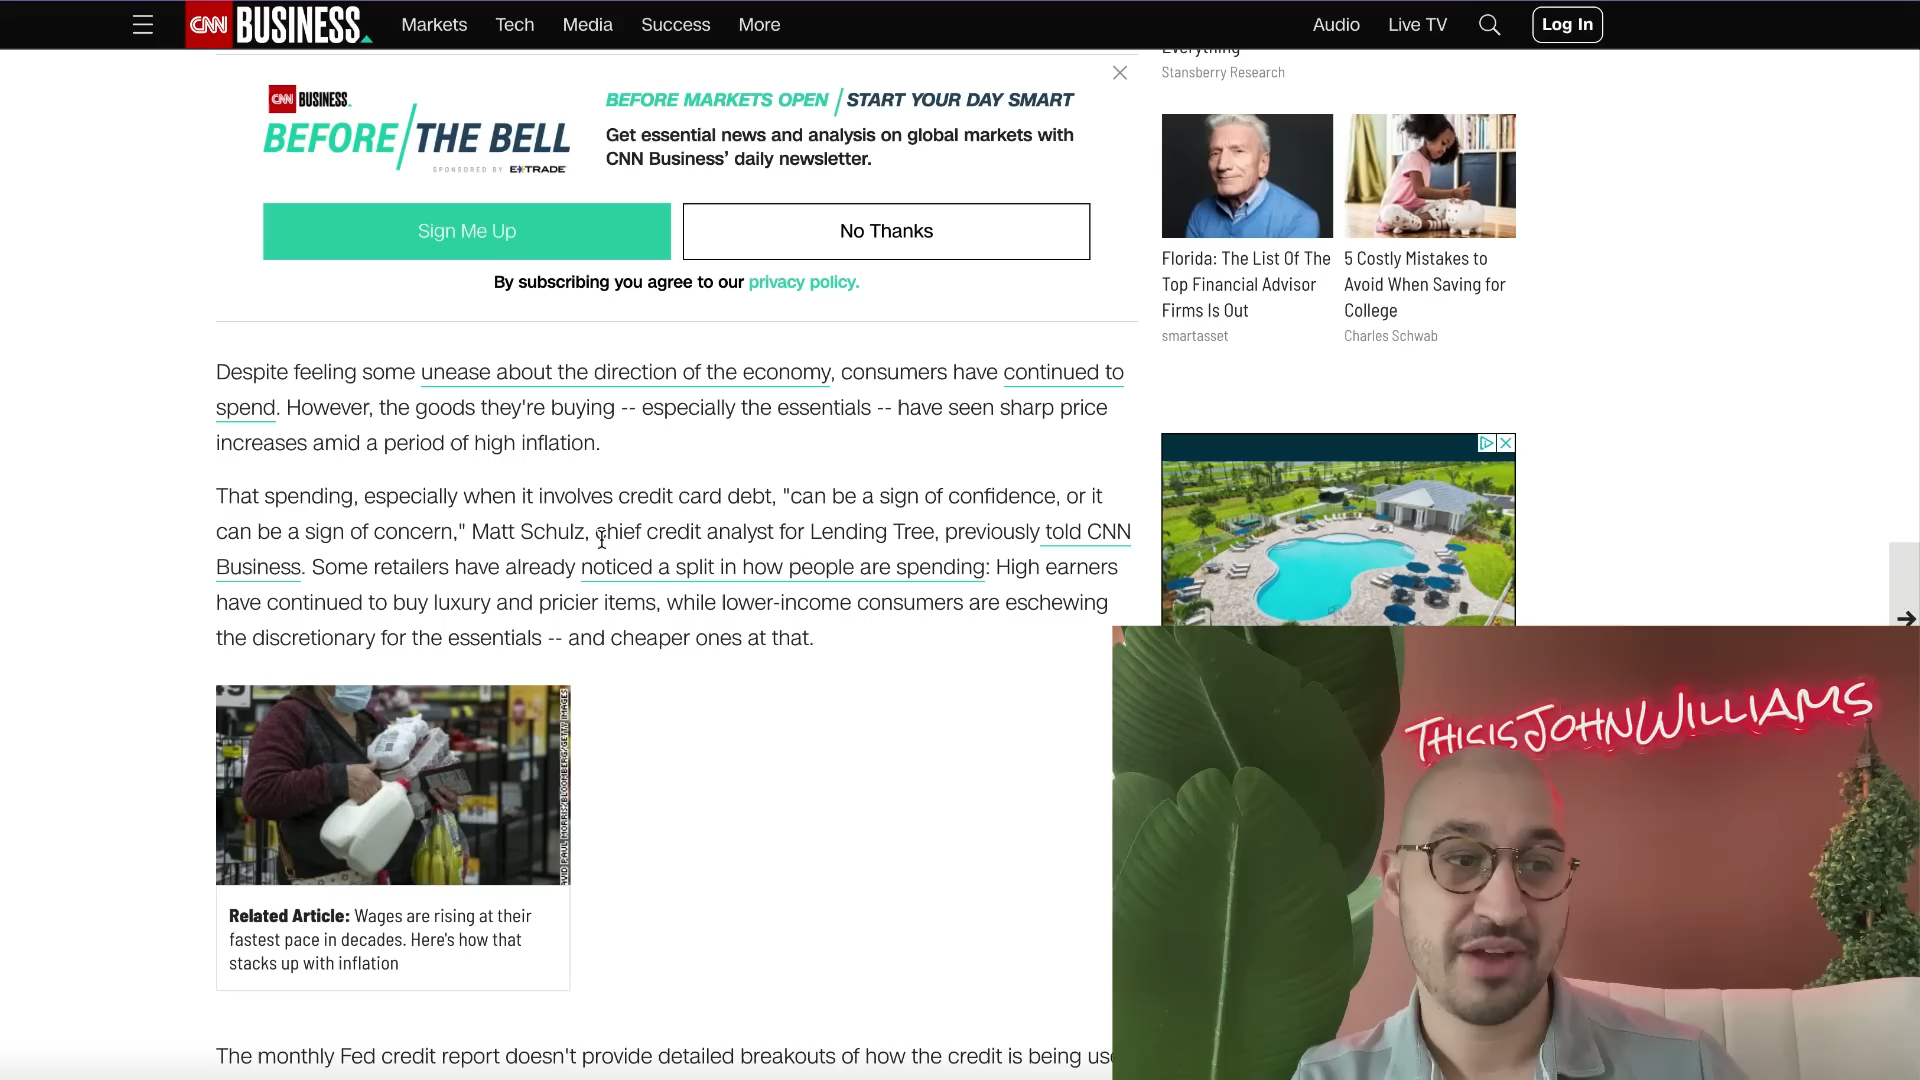 CNN BUSINESS
Markets
Tech
Media
Success
More
Audio
Live TV
Log In
Stansberry Research
CNN BUSINESS
BEFORE THE BELL
SPONSORED BY E*TRADE
BEFORE MARKETS OPEN / START YOUR DAY SMART
Get essential news and analysis on global markets with
CNN Business' daily newsletter.
Sign Me Up
No Thanks
By subscribing you agree to our privacy policy.
Florida: The List Of The
Top Financial Advisor
Firms Is Out
smartasset
5 Costly Mistakes to
Avoid When Saving for
College
Charles Schwab
Despite feeling some unease about the direction of the economy, consumers have continued to
spend. However, the goods they're buying -- especially the essentials -- have seen sharp price
increases amid a period of high inflation.
That spending, especially when it involves credit card debt, "can be a sign of confidence, or it
can be a sign of concern," Matt Schulz, chief credit analyst for Lending Tree, previously told CNN
Business. Some retailers have already noticed a split in how people are spending: High earners
have continued to buy luxury and pricier items, while lower-income consumers are eschewing
the discretionary for the essentials -- and cheaper ones at that.
DAVID PAUL MORRIS/BLOOMBERG/GETTY IMAGES
Related Article: Wages are rising at their
fastest pace in decades. Here's how that
stacks up with inflation
THISISJOHNWILLIAMS
The monthly Fed credit report doesn't provide detailed breakouts of how the credit is being